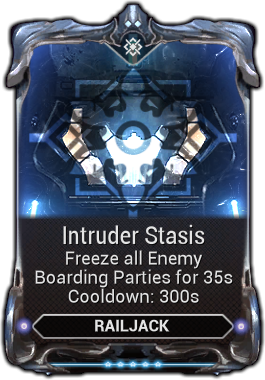 Intruder Stasis
Freeze all Enemy
Boarding Parties for 35s
Cooldown: 300s
RAILJACK